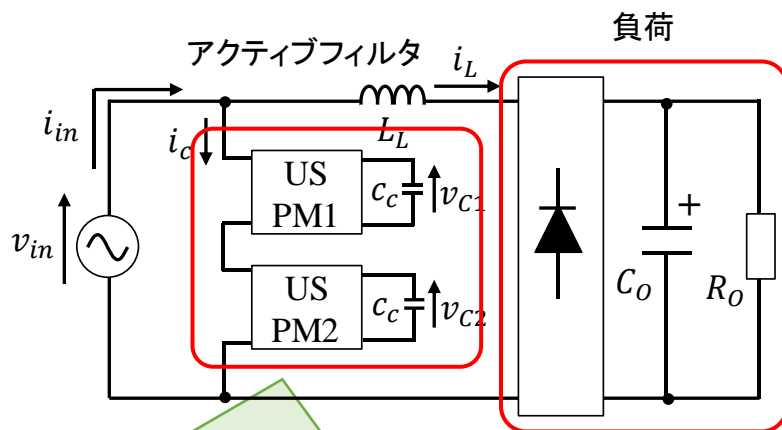 負荷
アクティブフィルタ
i_L
i_in
i_c
L_L
US
PM1
c_c
v_C1
v_in
US
PM2
c_c
v_C2
+
C_O
R_O